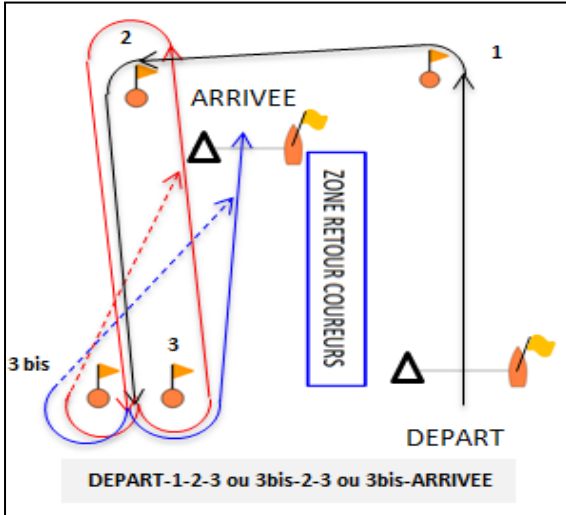 2
1
ARRIVEE
ZONE RETOUR COUREURS
3
3 bis
DEPART
DEPART-1-2-3 ou 3bis-2-3 ou 3bis-ARRIVEE